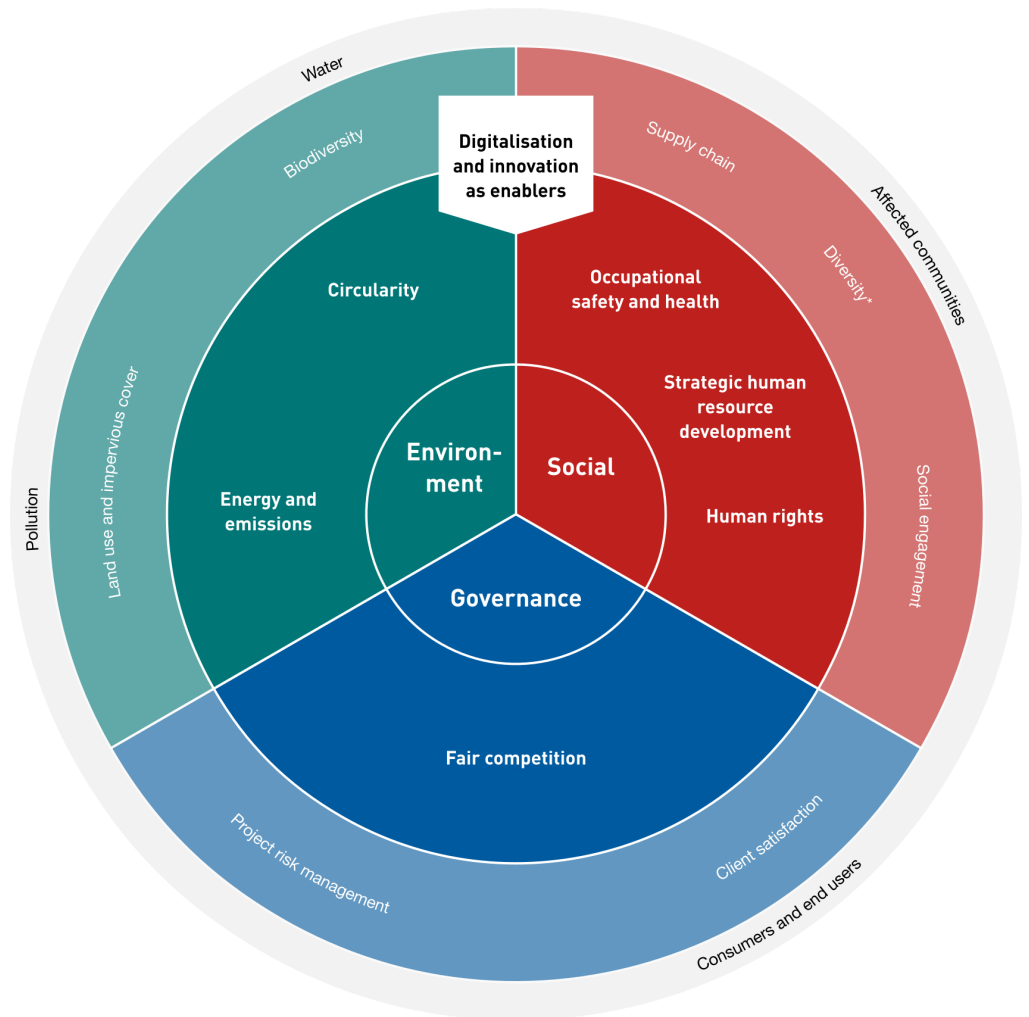 Water
Biodiversity
Supply chain
Digitalisation
and innovation
as enablers
Affected communities
Diversity*
Circularity
Occupational
safety and health
Strategic human
resource
development
Land use and impervious cover
Environ-
ment
Social
Pollution
Energy and
emissions
Human rights
Social engagement
Governance
Fair competition
Project risk management
Client satisfaction
Consumers and end users